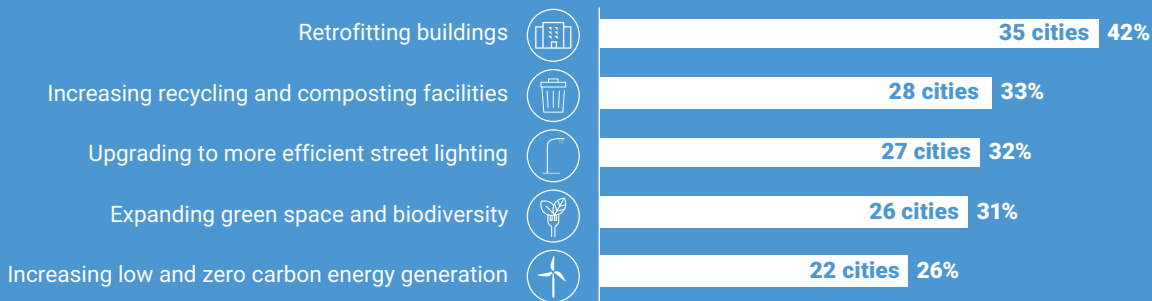 Retrofitting buildings 35 cities 42%
Increasing recycling and composting facilities 28 cities 33%
Upgrading to more efficient street lighting 27 cities 32%
Expanding green space and biodiversity 26 cities 31%
Increasing low and zero carbon energy generation 22 cities 26%